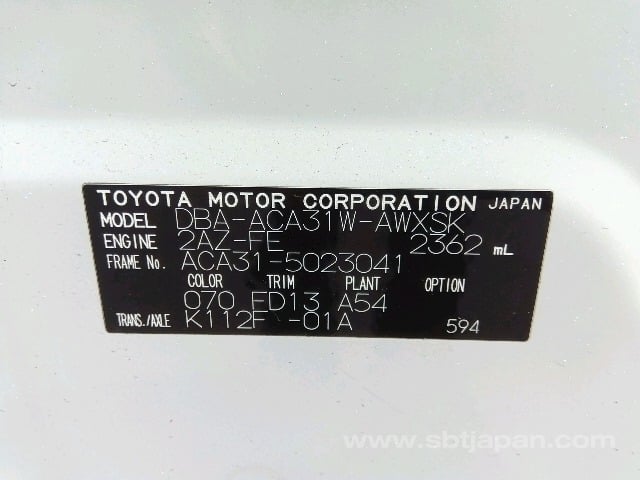 TOYOTA MOTOR CORPORATION JAPAN
MODEL DBA-ACA31W-AWXSK
ENGINE 2AZ-FE 2362 mL
FRAME No. ACA31-5023041
COLOR TRIM PLANT OPTION
070 FD13 A54
TRANS./AXLE K112F -01A 594
www.sbtjapan.com